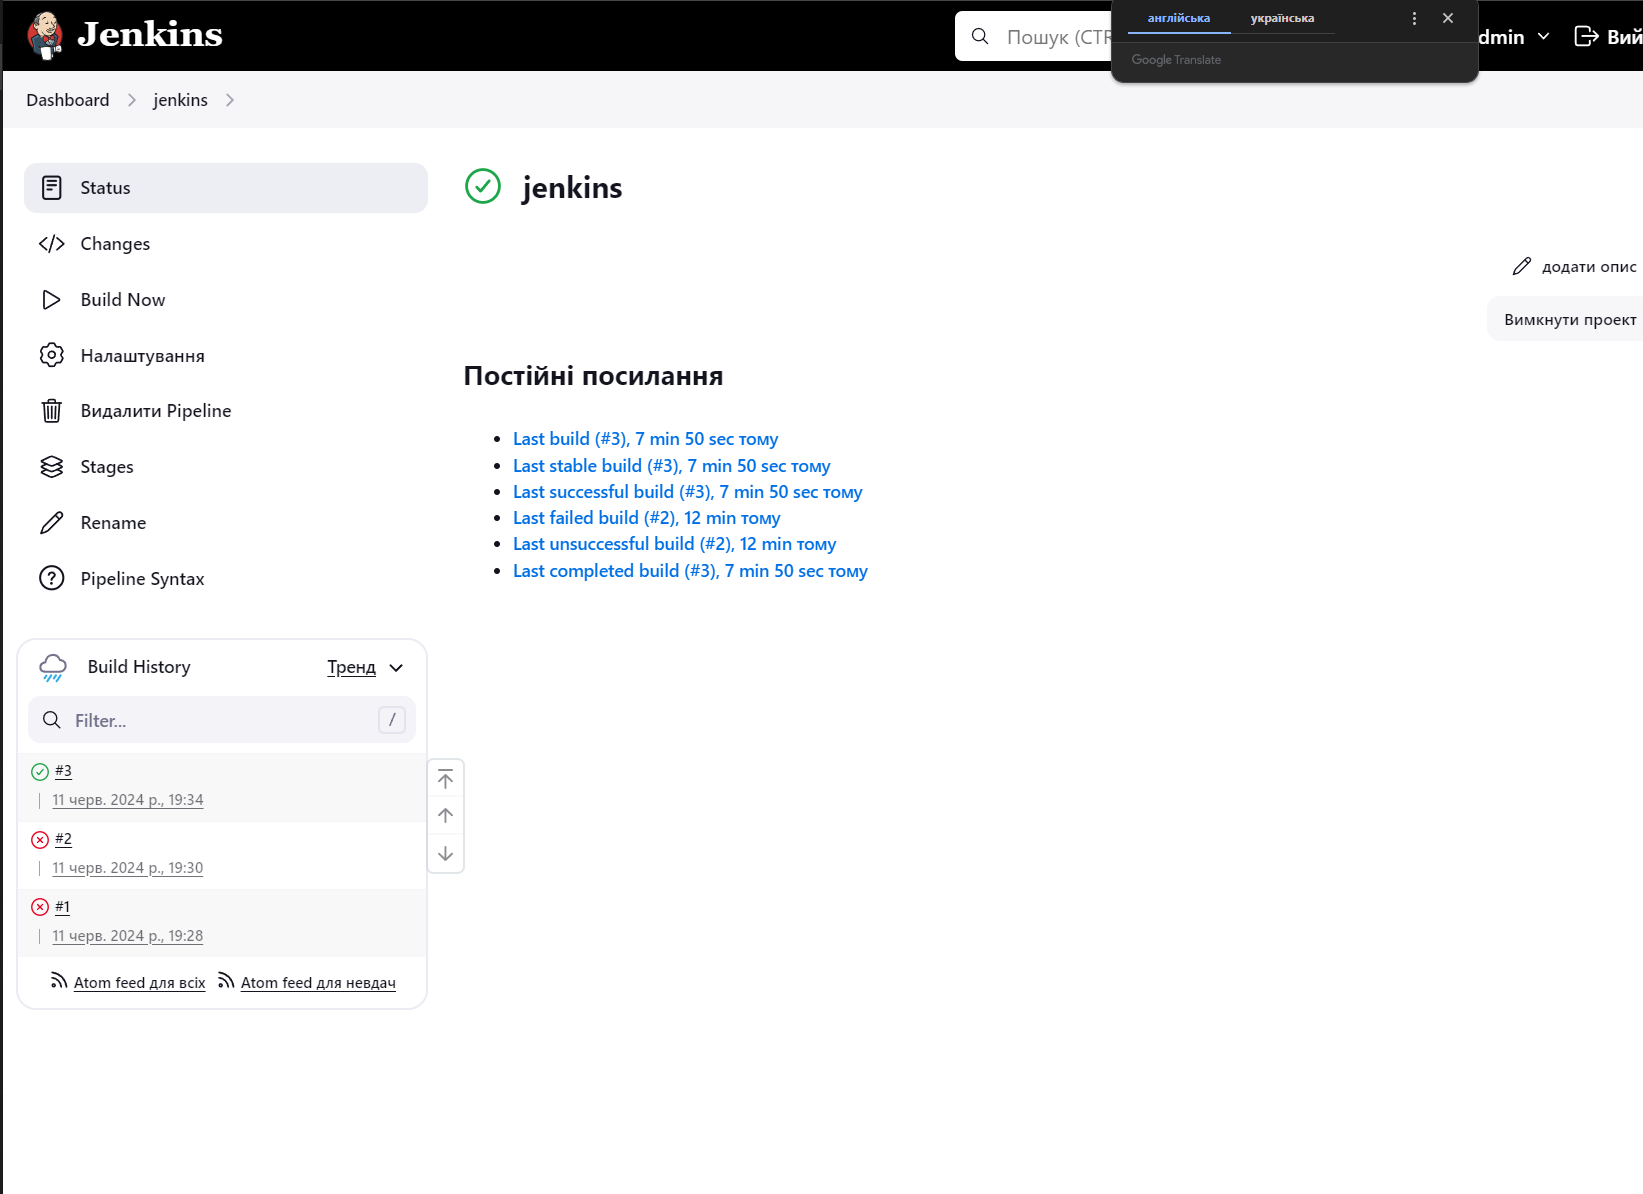 Jenkins
Пошук (CTR
англійська українська
Google Translate
dmin
Вий
Dashboard jenkins
Status
Changes
Build Now
Налаштування
Видалити Pipeline
Stages
Rename
Pipeline Syntax
jenkins
додати опис
Вимкнути проект
Постійні посилання
Last build (#3), 7 min 50 sec тому
Last stable build (#3), 7 min 50 sec тому
Last successful build (#3), 7 min 50 sec тому
Last failed build (#2), 12 min тому
Last unsuccessful build (#2), 12 min тому
Last completed build (#3), 7 min 50 sec тому
Build History Тренд
Filter... /
#3
11 черв. 2024 р., 19:34
#2
11 черв. 2024 р., 19:30
#1
11 черв. 2024 р., 19:28
Atom feed для всіх Atom feed для невдач